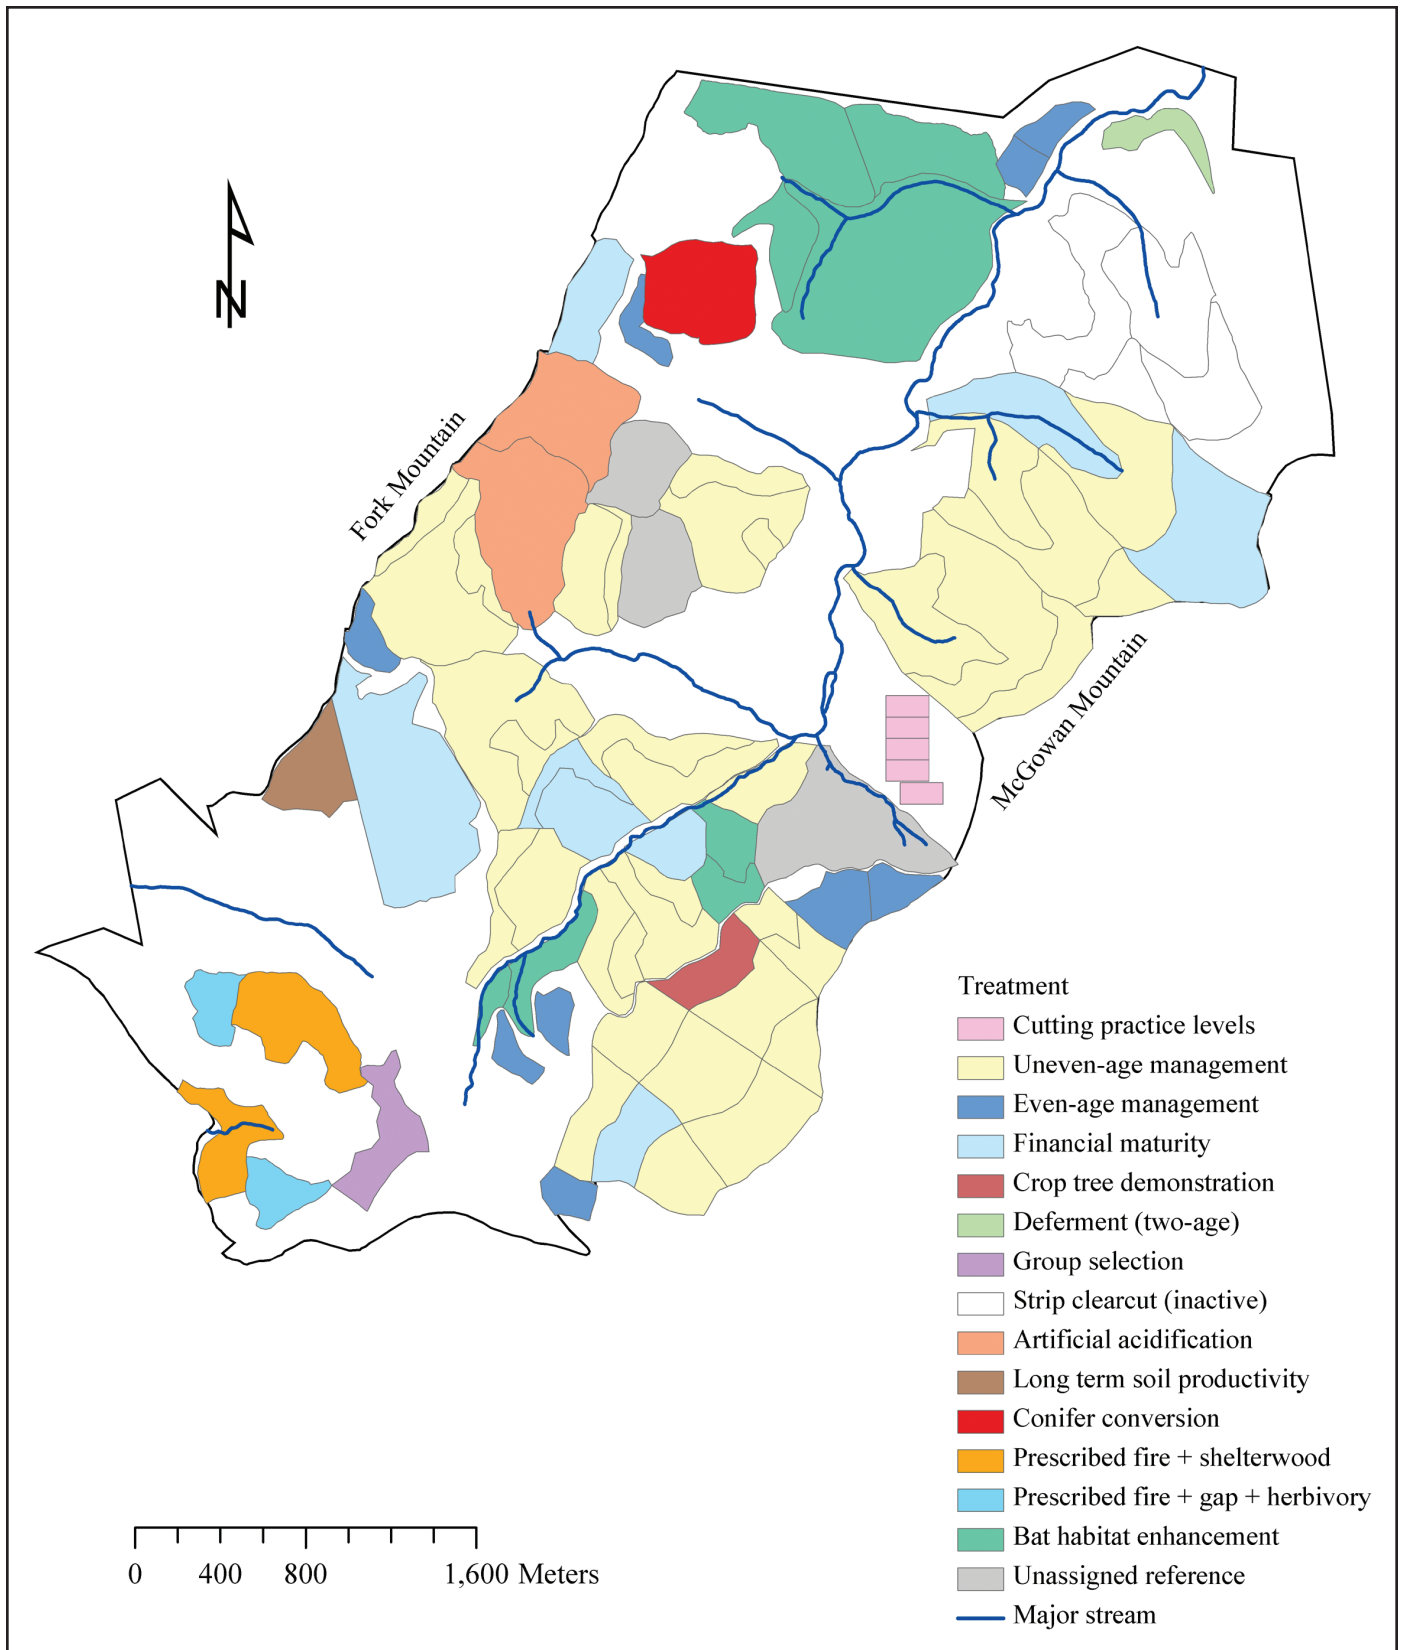 N
Fork Mountain
McGowan Mountain
Treatment
Cutting practice levels
Uneven-age management
Even-age management
Financial maturity
Crop tree demonstration
Deferment (two-age)
Group selection
Strip clearcut (inactive)
Artificial acidification
Long term soil productivity
Conifer conversion
Prescribed fire + shelterwood
Prescribed fire + gap + herbivory
Bat habitat enhancement
Unassigned reference
Major stream
0 400 800 1,600 Meters